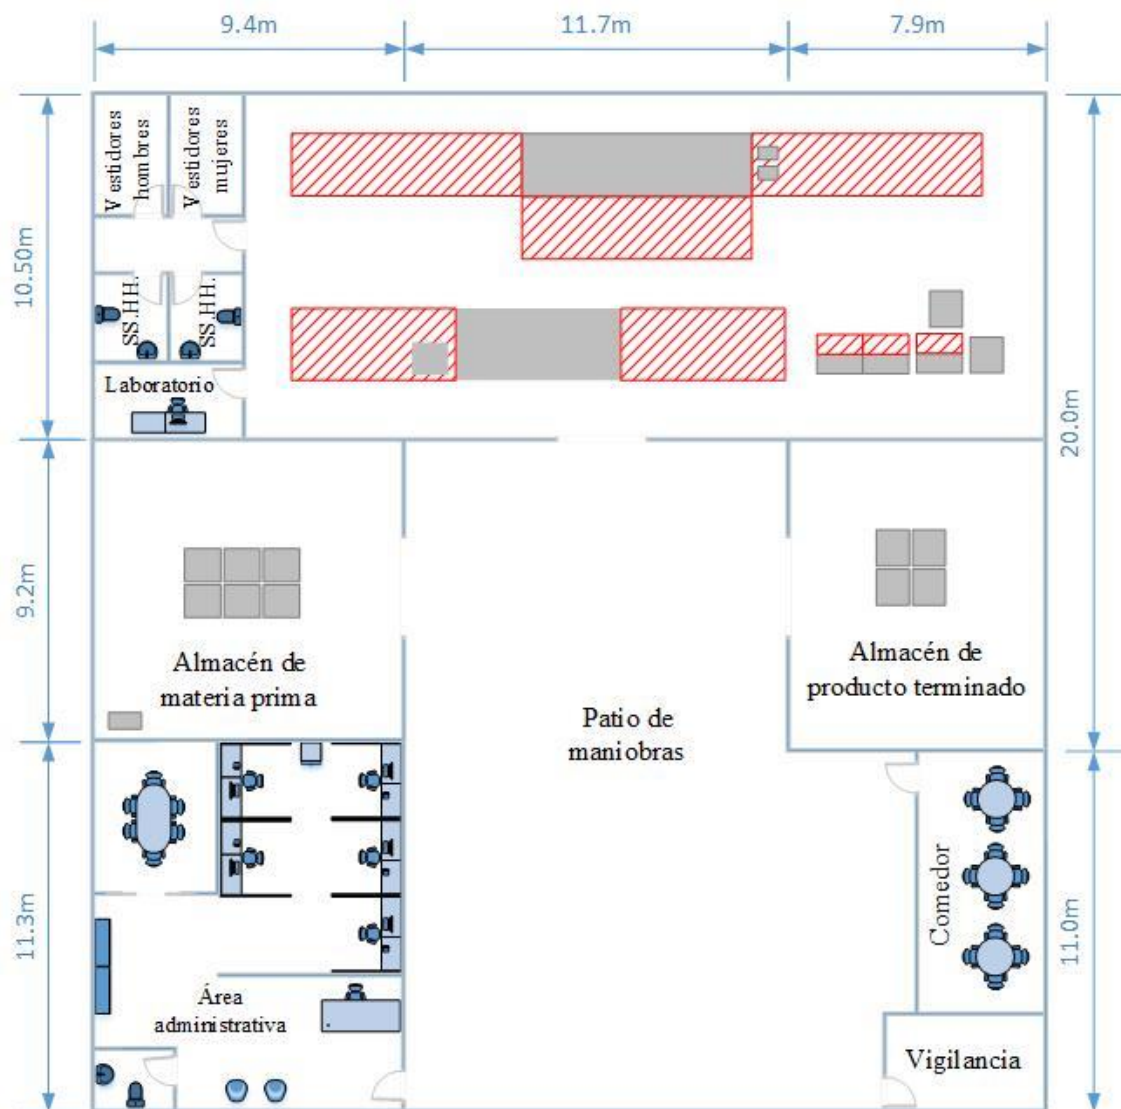 9.4m
11.7m
7.9m
Vestidores
hombres
Vestidores
mujeres
10.50m
SS.HH.
SS.HH.
Laboratorio
20.0m
9.2m
Almacén de
materia prima
Almacén de
producto terminado
Patio de
maniobras
11.3m
Comedor
11.0m
Área
administrativa
Vigilancia